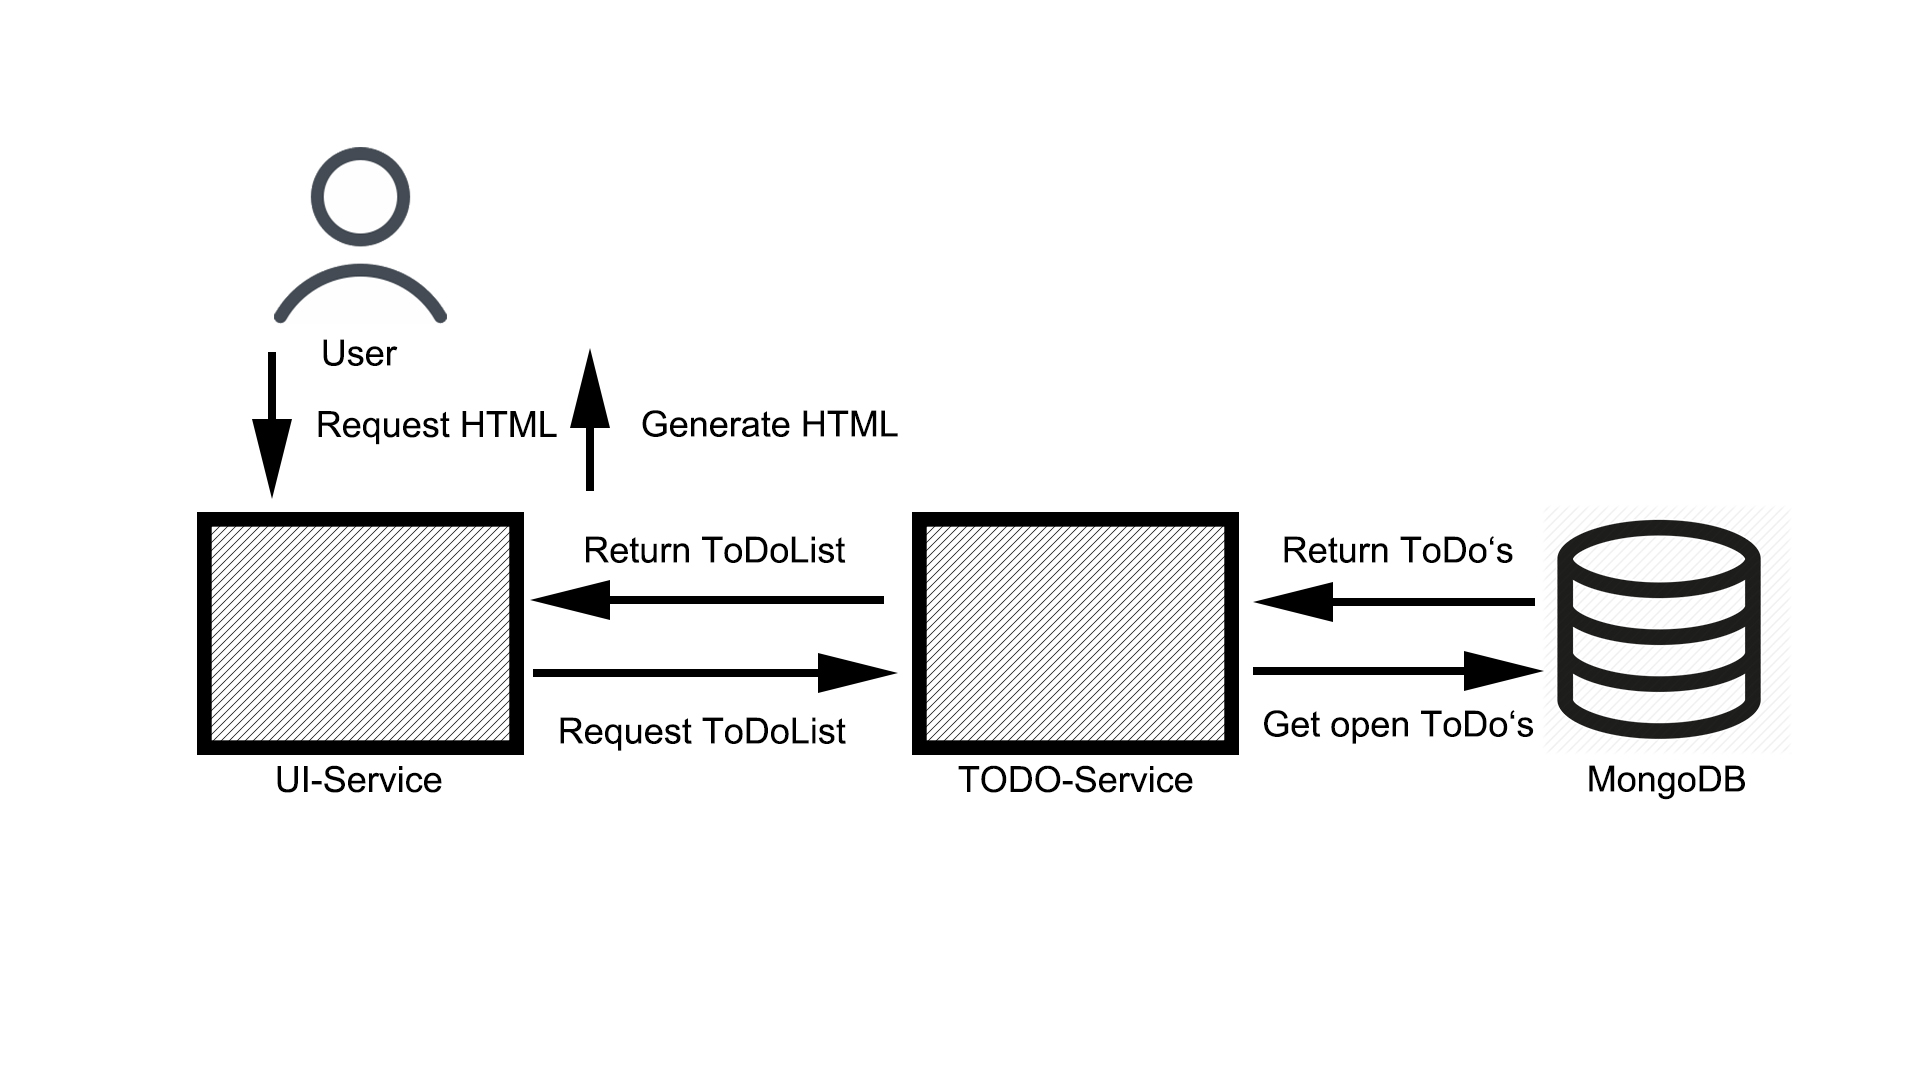 User
Request HTML
Generate HTML
Return ToDoList
Return ToDo‘s
Request ToDoList
Get open ToDo‘s
UI-Service
TODO-Service
MongoDB